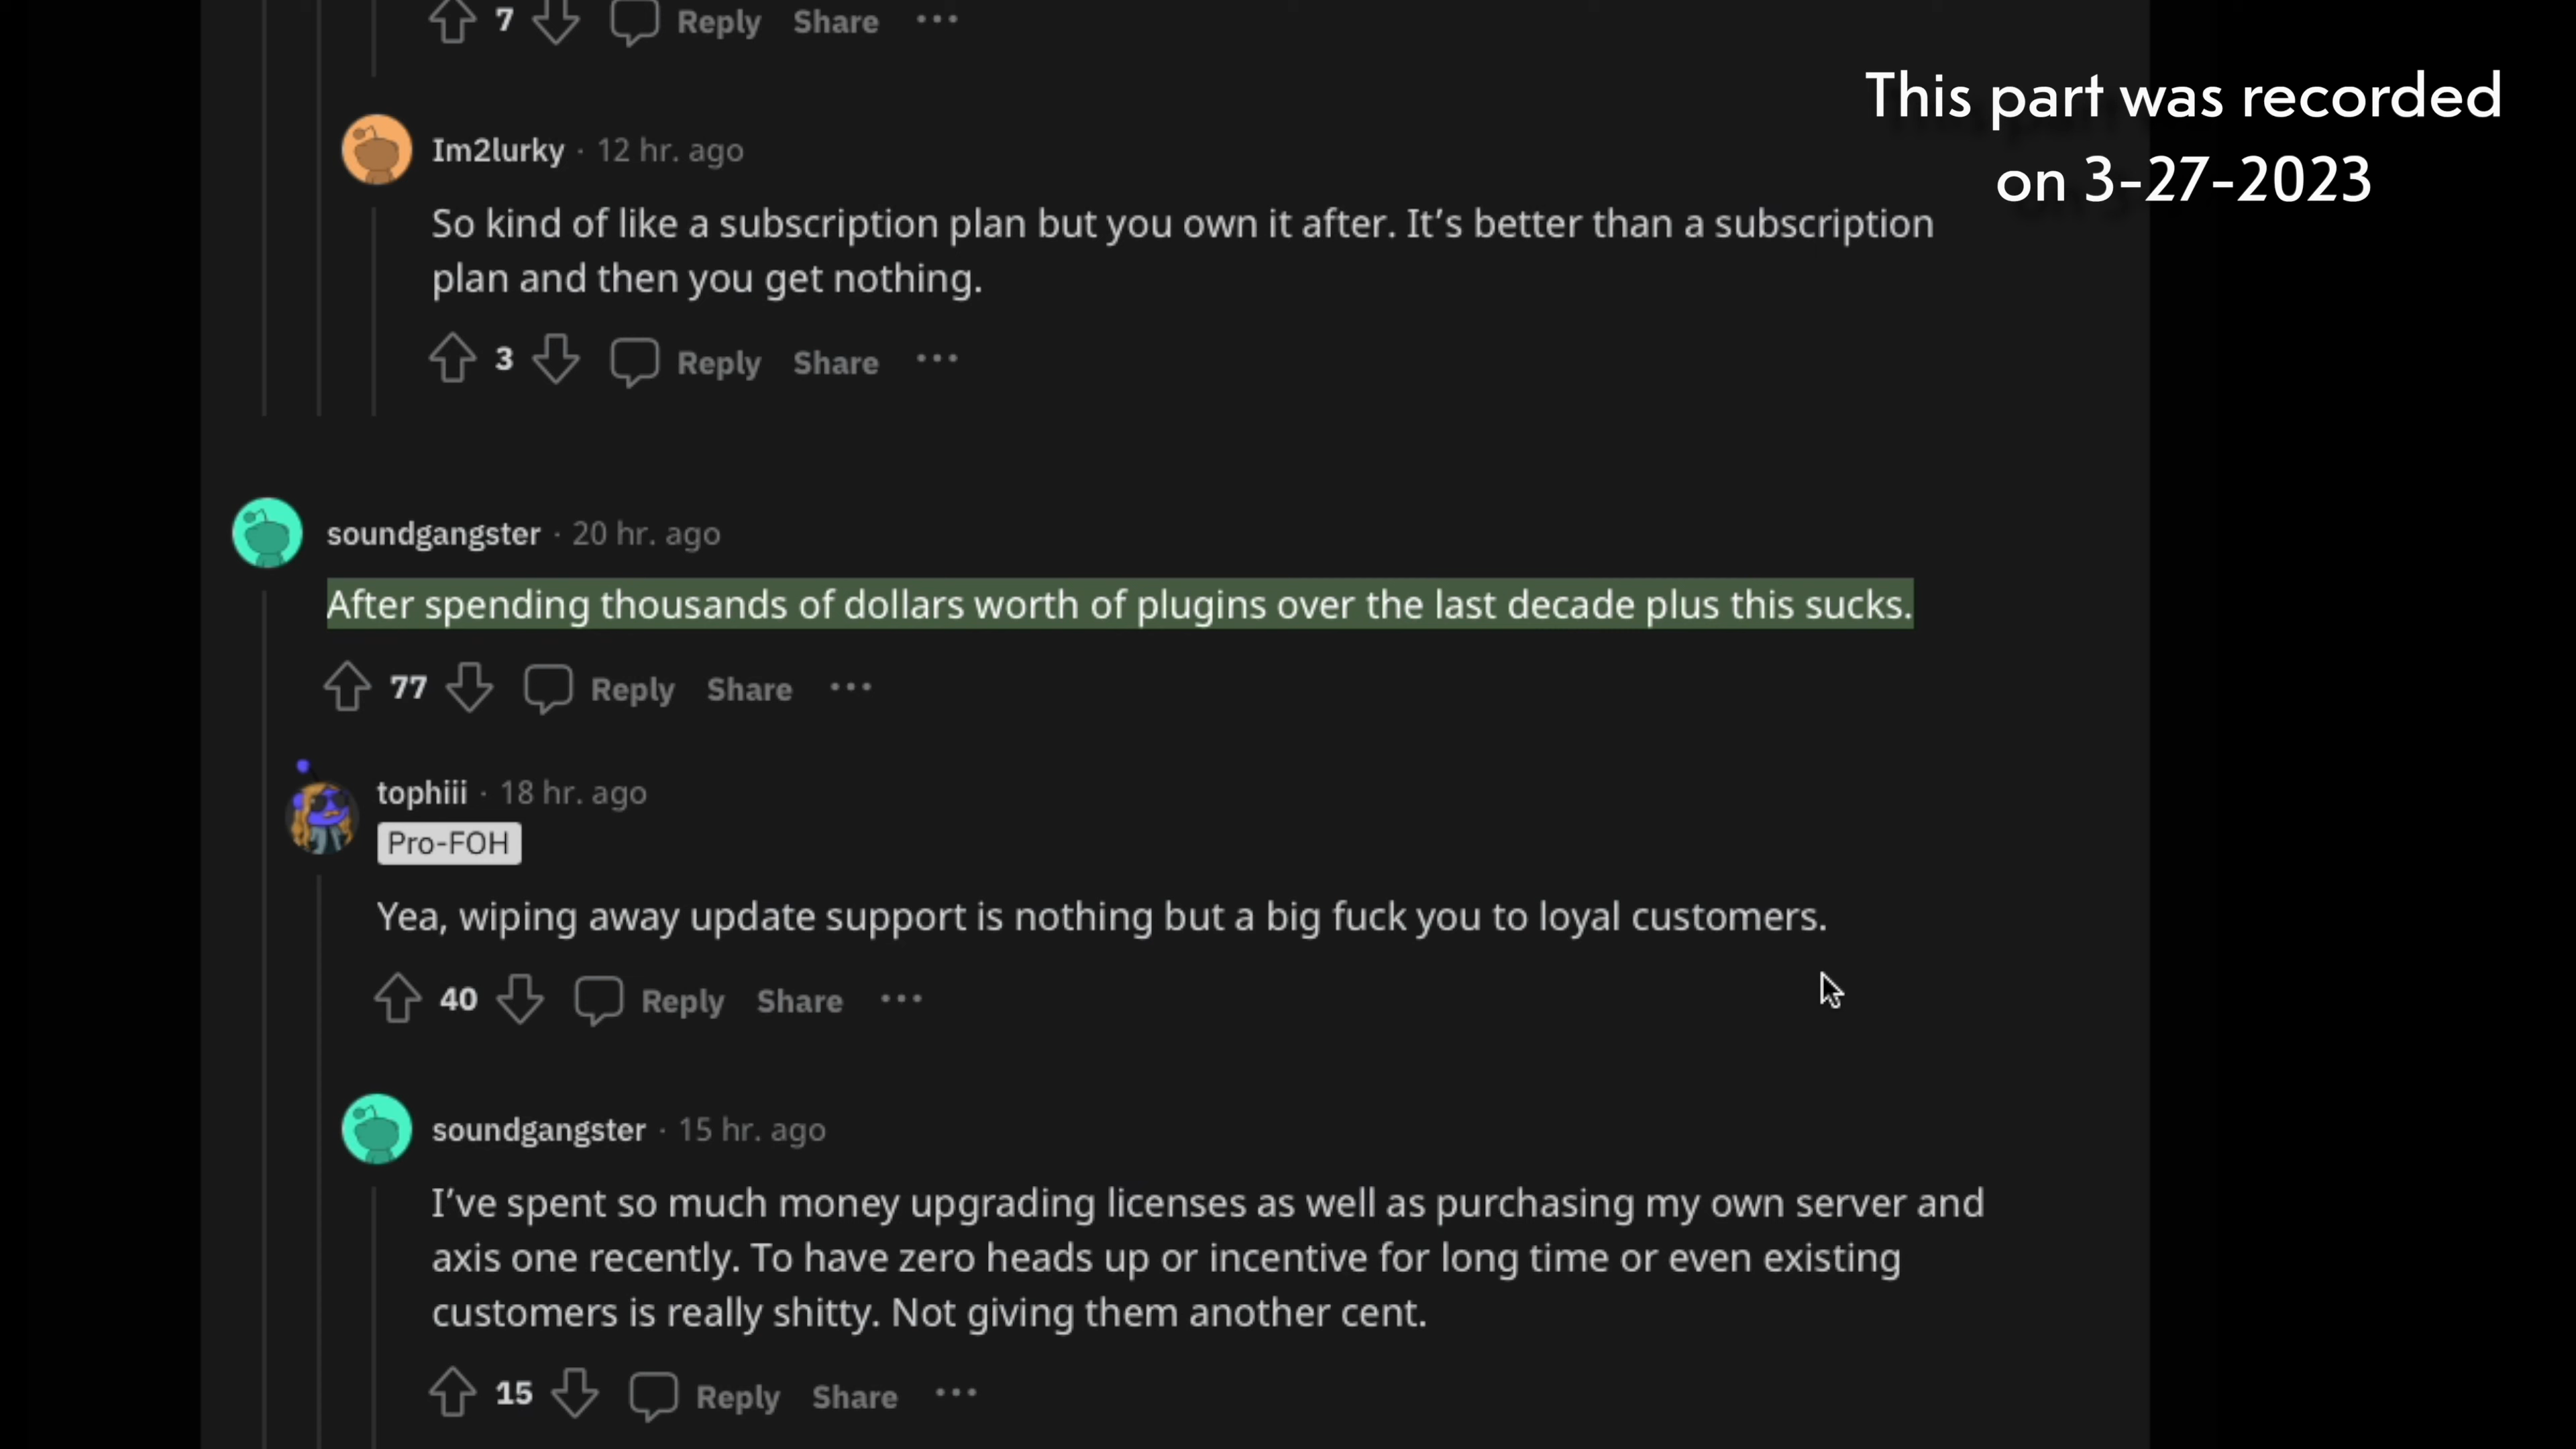 7 Reply Share
This part was recorded
on 3-27-2023
Im2lurky · 12 hr. ago
So kind of like a subscription plan but you own it after. It’s better than a subscription
plan and then you get nothing.
3 Reply Share
soundgangster · 20 hr. ago
After spending thousands of dollars worth of plugins over the last decade plus this sucks.
77 Reply Share
tophiii · 18 hr. ago
Pro-FOH
Yea, wiping away update support is nothing but a big fuck you to loyal customers.
40 Reply Share
soundgangster · 15 hr. ago
I’ve spent so much money upgrading licenses as well as purchasing my own server and
axis one recently. To have zero heads up or incentive for long time or even existing
customers is really shitty. Not giving them another cent.
15 Reply Share